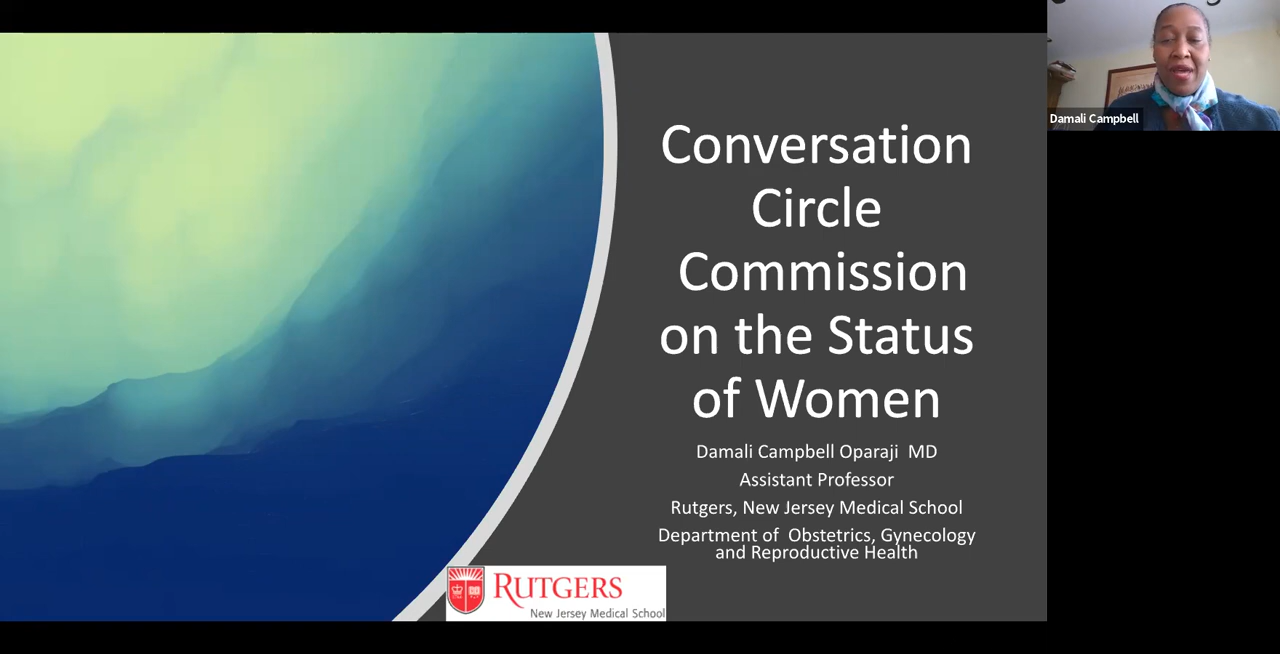 Conversation
Circle
Commission
on the Status
of Women
Damali Campbell Oparaji MD
Assistant Professor
Rutgers, New Jersey Medical School
Department of Obstetrics, Gynecology
and Reproductive Health
RUTGERS
New Jersey Medical School
Damali Campbell